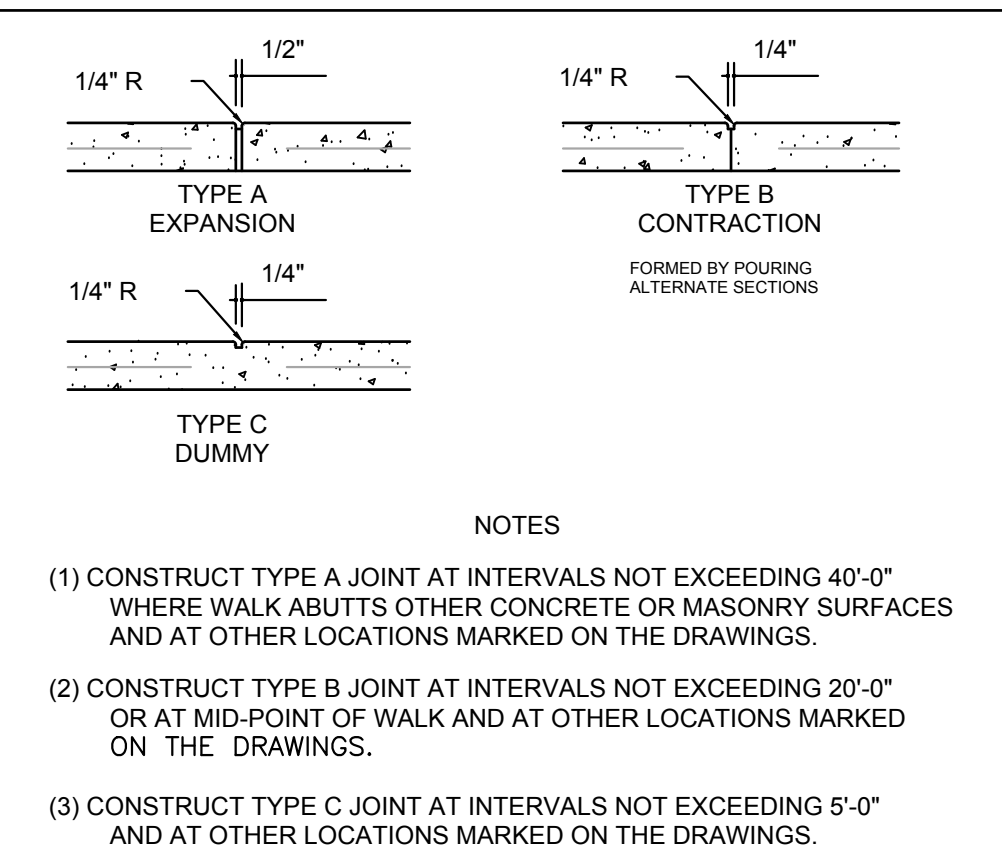 1/2"
1/4" R
TYPE A
EXPANSION
1/4"
1/4" R
TYPE B
CONTRACTION
FORMED BY POURING
ALTERNATE SECTIONS
1/4"
1/4" R
TYPE C
DUMMY
NOTES
(1) CONSTRUCT TYPE A JOINT AT INTERVALS NOT EXCEEDING 40'-0"
WHERE WALK ABUTTS OTHER CONCRETE OR MASONRY SURFACES
AND AT OTHER LOCATIONS MARKED ON THE DRAWINGS.
(2) CONSTRUCT TYPE B JOINT AT INTERVALS NOT EXCEEDING 20'-0"
OR AT MID-POINT OF WALK AND AT OTHER LOCATIONS MARKED
ON THE DRAWINGS.
(3) CONSTRUCT TYPE C JOINT AT INTERVALS NOT EXCEEDING 5'-0"
AND AT OTHER LOCATIONS MARKED ON THE DRAWINGS.